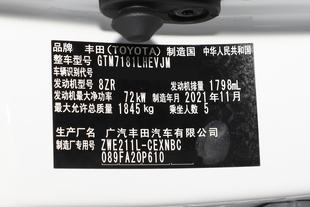 品牌 丰田(TOYOTA) 制造国 中华人民共和国
整车型号 GTM7181LHEVJM
车辆识别代号
发动机型号 8ZR 发动机排量 1798mL
发动机最大净功率 72kW 制造年月 2021年11月
最大允许总质量 1845kg 乘坐人数 5
生产厂名 广汽丰田汽车有限公司
制造厂专用号 ZWE211L-CEXNBC
089FA20P610